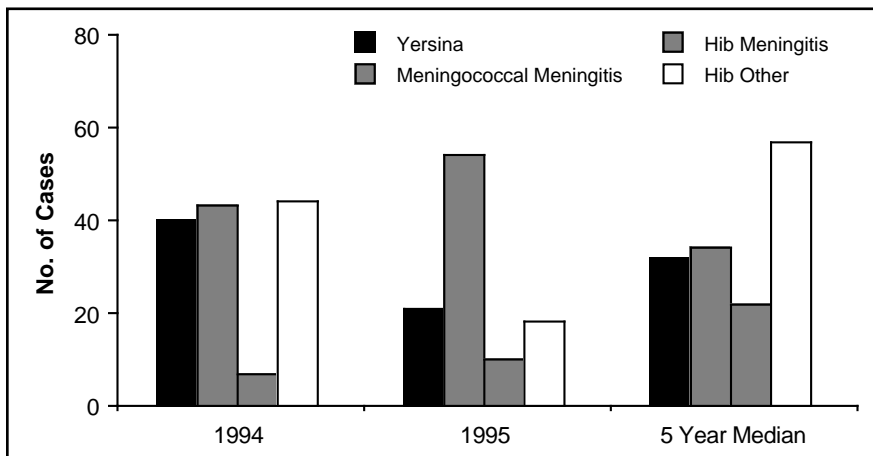 80
60
40
20
0
No. of Cases
Yersina
Meningococcal Meningitis
Hib Meningitis
Hib Other
1994
1995
5 Year Median